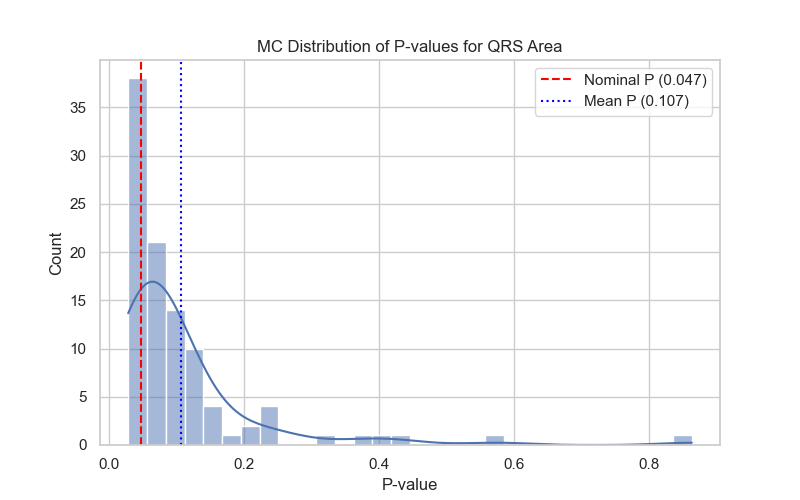 MC Distribution of P-values for QRS Area
Nominal P (0.047)
Mean P (0.107)
Count
35
30
25
20
15
10
5
0
0.0 0.2 0.4 0.6 0.8
P-value